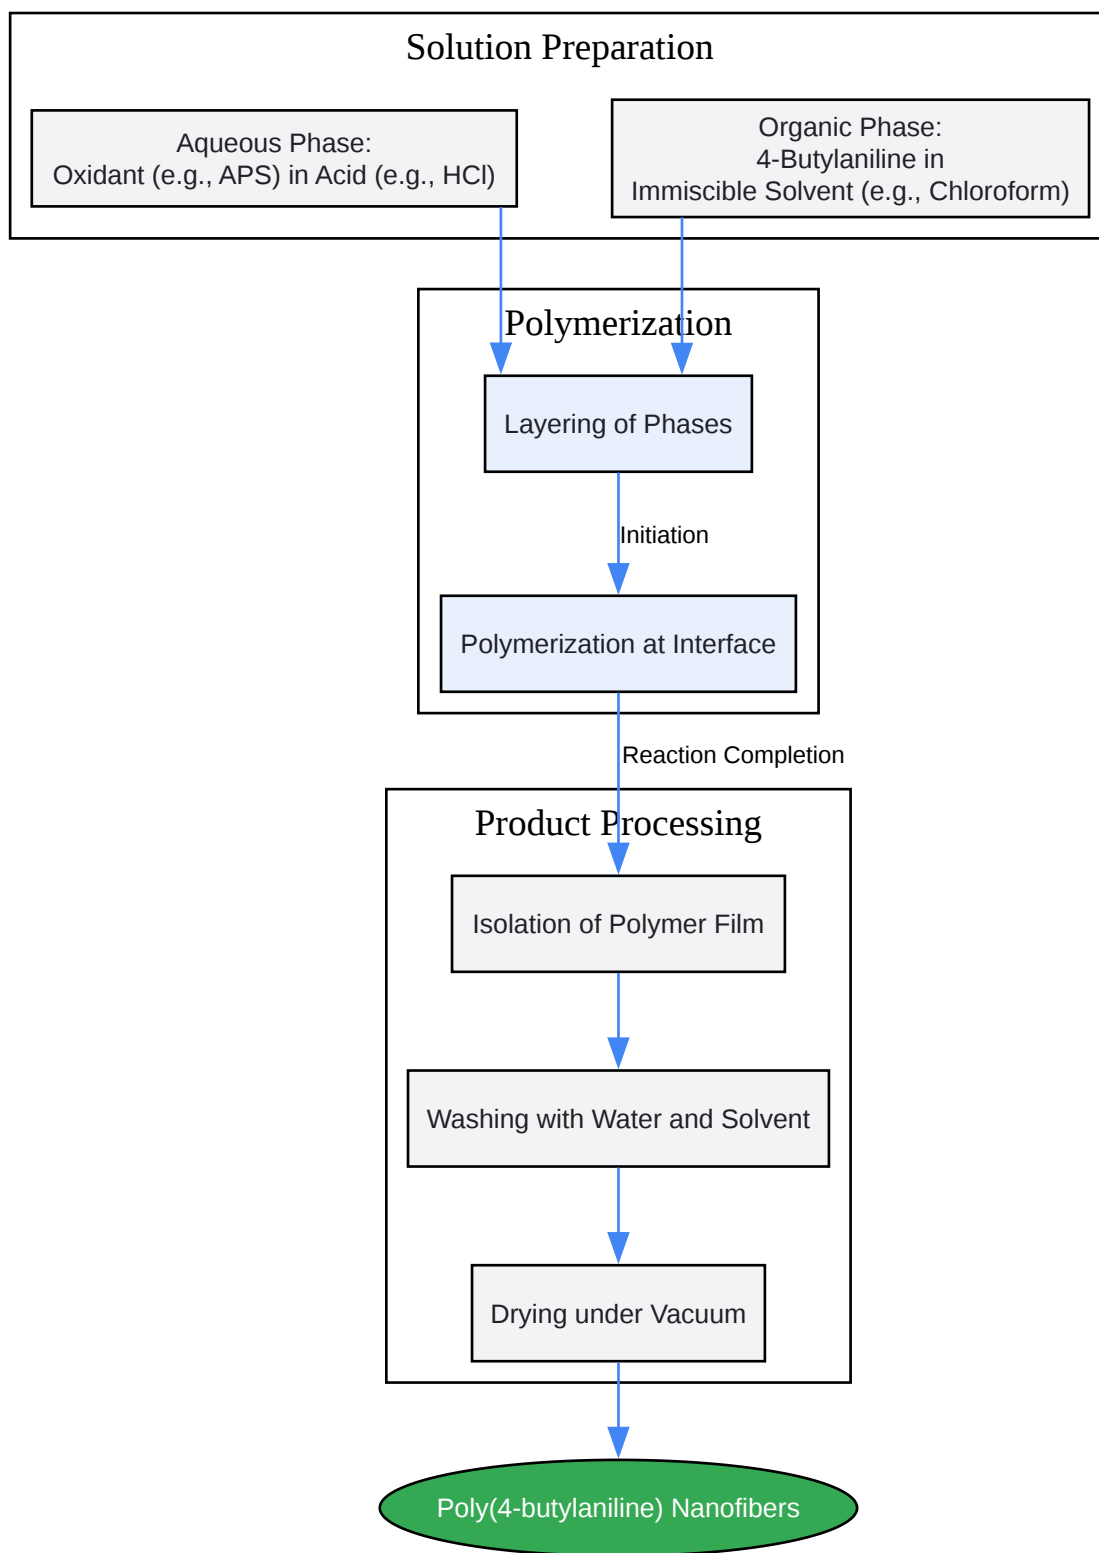 Solution Preparation
Aqueous Phase:
Oxidant (e.g., APS) in Acid (e.g., HCl)
Organic Phase:
4-Butylaniline in
Immiscible Solvent (e.g., Chloroform)
Polymerization
Layering of Phases
Initiation
Polymerization at Interface
Reaction Completion
Product Processing
Isolation of Polymer Film
Washing with Water and Solvent
Drying under Vacuum
Poly(4-butylaniline) Nanofibers